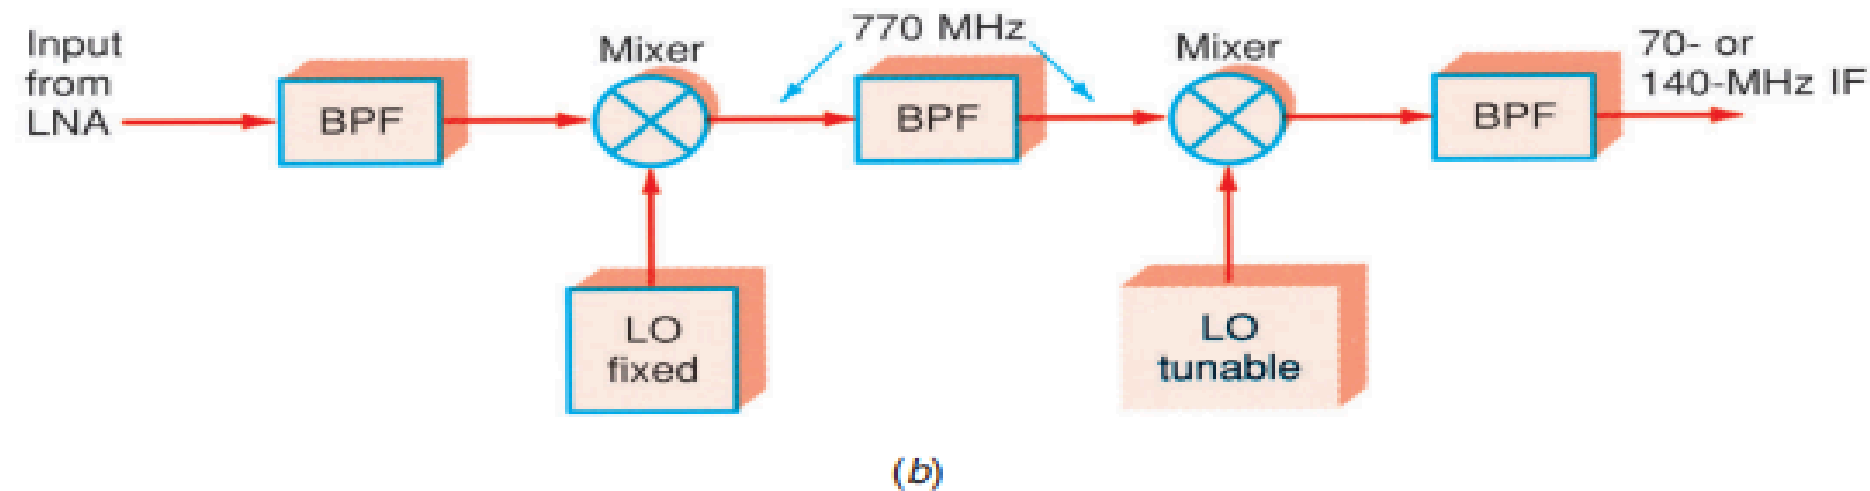 Input
from
LNA
BPF
Mixer
770 MHz
BPF
Mixer
BPF
70- or
140-MHz IF
LO
fixed
LO
tunable
(b)